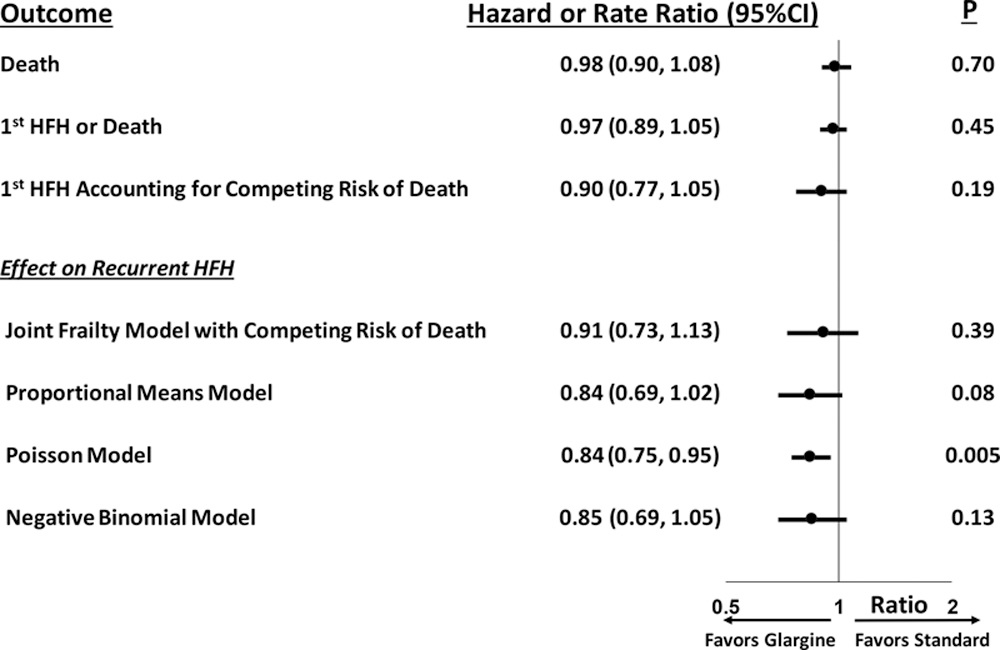 Outcome Hazard or Rate Ratio (95%CI) P
Death 0.98 (0.90, 1.08) 0.70
1st HFH or Death 0.97 (0.89, 1.05) 0.45
1st HFH Accounting for Competing Risk of Death 0.90 (0.77, 1.05) 0.19
Effect on Recurrent HFH
Joint Frailty Model with Competing Risk of Death 0.91 (0.73, 1.13) 0.39
Proportional Means Model 0.84 (0.69, 1.02) 0.08
Poisson Model 0.84 (0.75, 0.95) 0.005
Negative Binomial Model 0.85 (0.69, 1.05) 0.13
0.5 1 Ratio 2
Favors Glargine Favors Standard